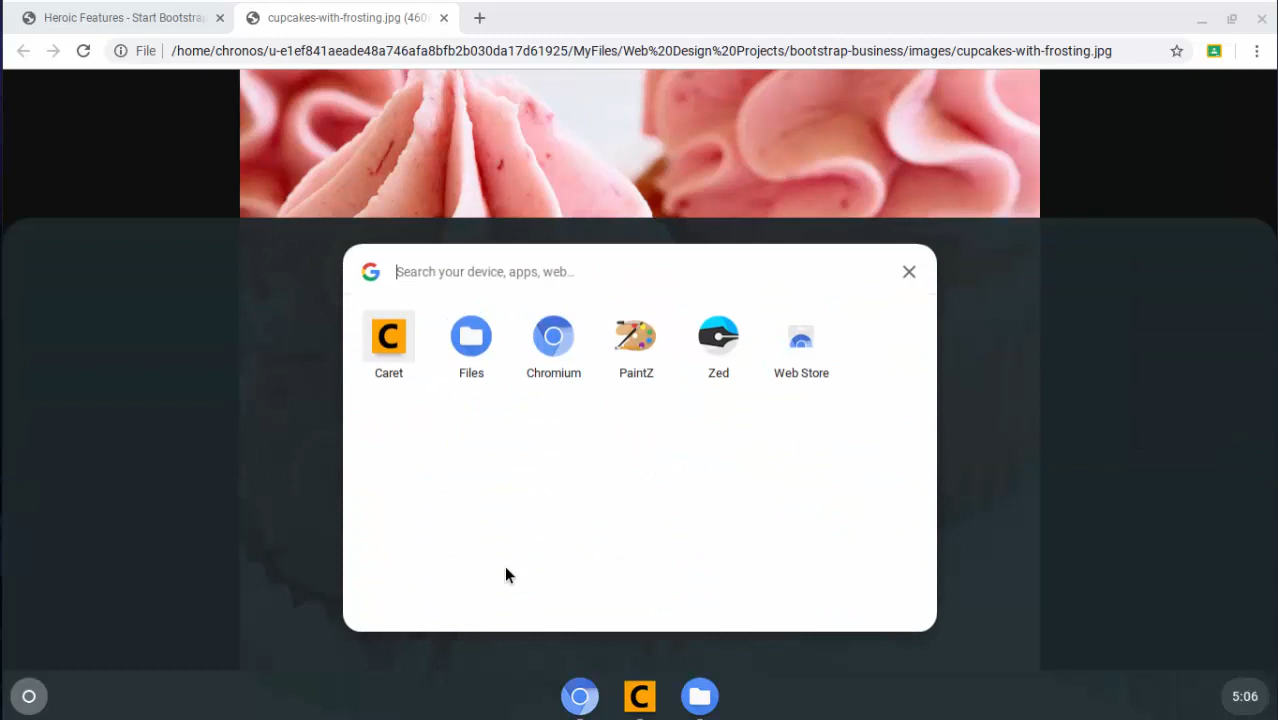 Heroic Features - Start Bootstrap
cupcakes-with-frosting.jpg (460
File
/home/chronos/u-e1ef841aeade48a746afa8bfb2b030da17d61925/MyFiles/Web%20Design%20Projects/bootstrap-business/images/cupcakes-with-frosting.jpg
Search your device, apps, web...
C
Caret
Files
Chromium
PaintZ
Zed
Web Store
C
5:06